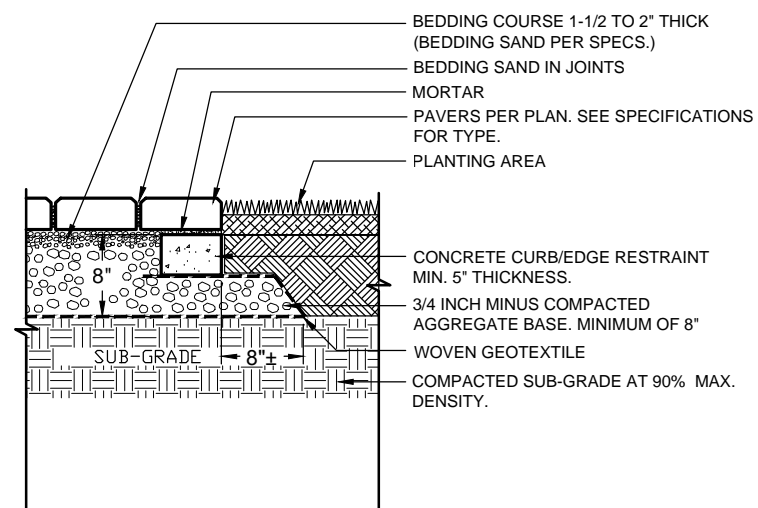 BEDDING COURSE 1-1/2 TO 2" THICK
(BEDDING SAND PER SPECS.)
BEDDING SAND IN JOINTS
MORTAR
PAVERS PER PLAN. SEE SPECIFICATIONS
FOR TYPE.
PLANTING AREA
CONCRETE CURB/EDGE RESTRAINT
MIN. 5" THICKNESS.
8"
3/4 INCH MINUS COMPACTED
AGGREGATE BASE. MINIMUM OF 8"
WOVEN GEOTEXTILE
SUB-GRADE
8"±
COMPACTED SUB-GRADE AT 90% MAX.
DENSITY.